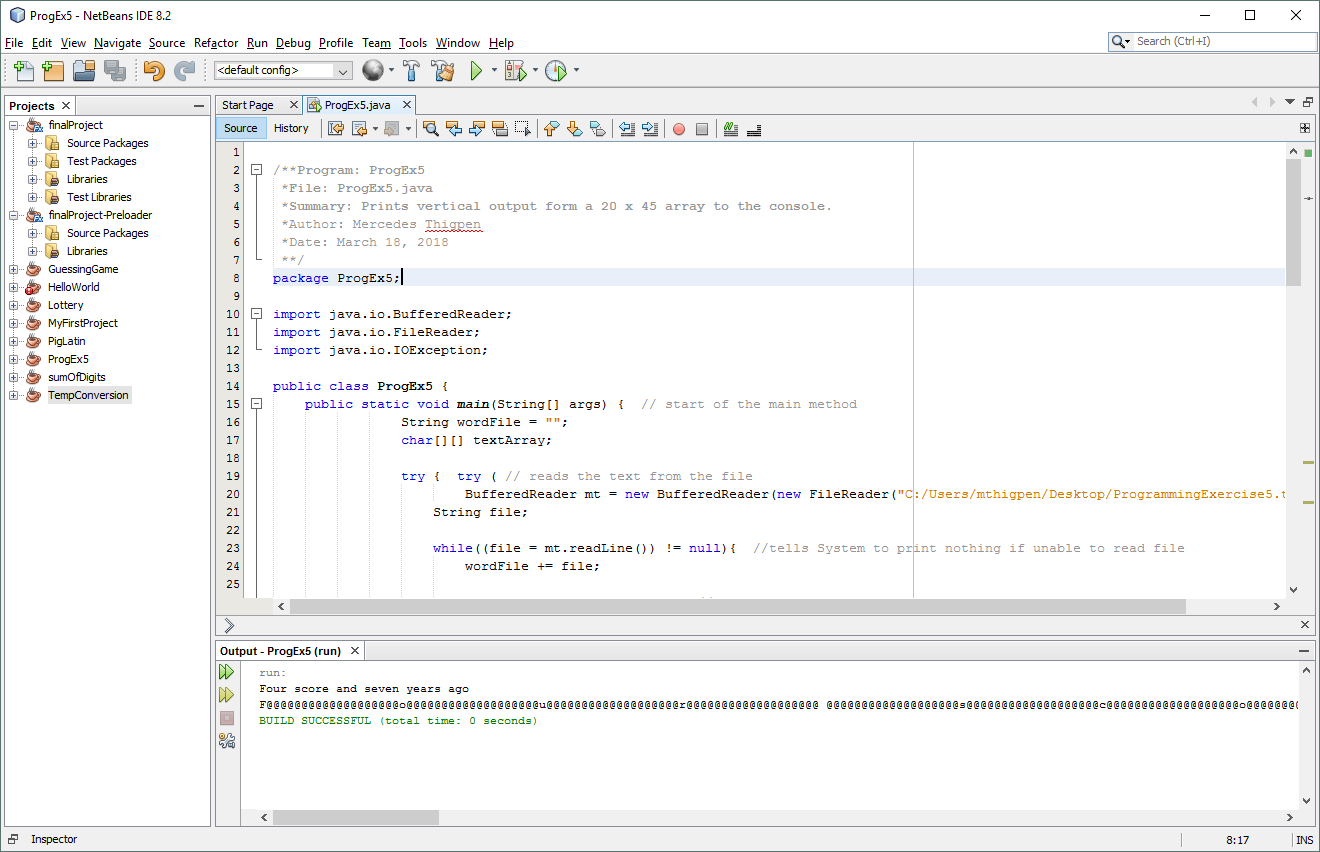 ProgEx5 - NetBeans IDE 8.2
File Edit View Navigate Source Refactor Run Debug Profile Team Tools Window Help
Search (Ctrl+I)
<default config>
Projects
finalProject
Source Packages
Test Packages
Libraries
Test Libraries
finalProject-Preloader
Source Packages
Libraries
GuessingGame
HelloWorld
Lottery
MyFirstProject
PigLatin
ProgEx5
sumOfDigits
TempConversion
Start Page ProgEx5.java
Source History
1
2 /**Program: ProgEx5
3 *File: ProgEx5.java
4 *Summary: Prints vertical output form a 20 x 45 array to the console.
5 *Author: Mercedes Thigpen
6 *Date: March 18, 2018
7 **/
8 package ProgEx5;
9
10 import java.io.BufferedReader;
11 import java.io.FileReader;
12 import java.io.IOException;
13
14 public class ProgEx5 {
15 public static void main(String[] args) { // start of the main method
16 String wordFile = "";
17 char[][] textArray;
18
19 try { try ( // reads the text from the file
20 BufferedReader mt = new BufferedReader(new FileReader("C:/Users/mthigpen/Desktop/ProgrammingExercise5.t
21 String file;
22
23 while((file = mt.readLine()) != null){ //tells System to print nothing if unable to read file
24 wordFile += file;
25
Output - ProgEx5 (run)
run:
Four score and seven years ago
F@@@@@@@@@@@@@@@@@@@o@@@@@@@@@@@@@@@@@@@u@@@@@@@@@@@@@@@@@@@r@@@@@@@@@@@@@@@@@@@ @@@@@@@@@@@@@@@@@@@s@@@@@@@@@@@@@@@@@@@c@@@@@@@@@@@@@@@@@@@o@@@@@@@@
BUILD SUCCESSFUL (total time: 0 seconds)
Inspector
8:17 INS